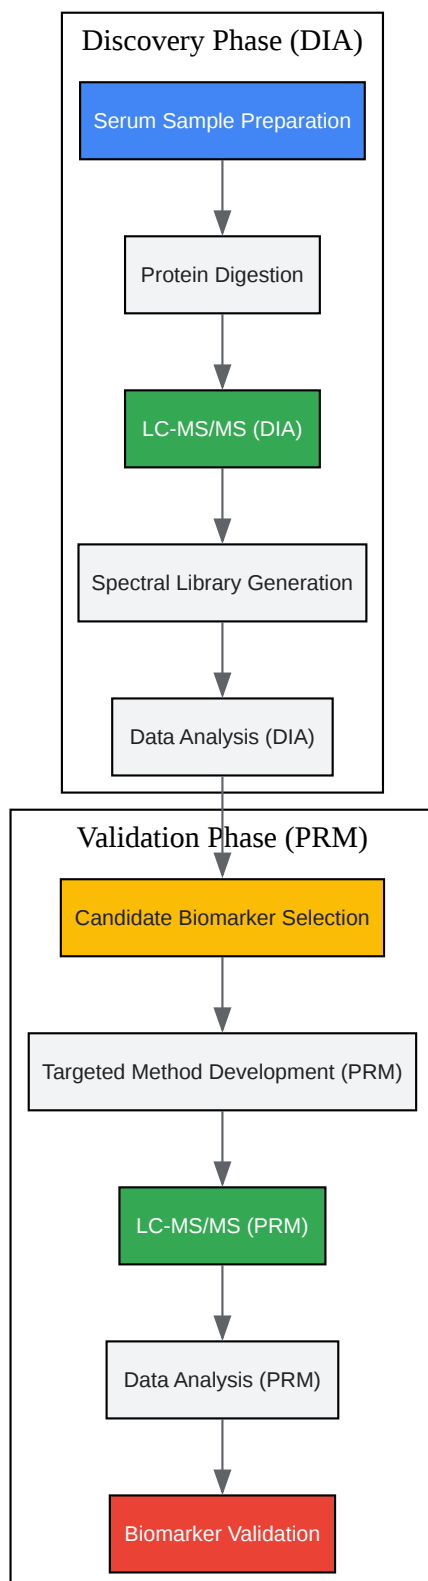 Discovery Phase (DIA)
Serum Sample Preparation
Protein Digestion
LC-MS/MS (DIA)
Spectral Library Generation
Data Analysis (DIA)
Validation Phase (PRM)
Candidate Biomarker Selection
Targeted Method Development (PRM)
LC-MS/MS (PRM)
Data Analysis (PRM)
Biomarker Validation